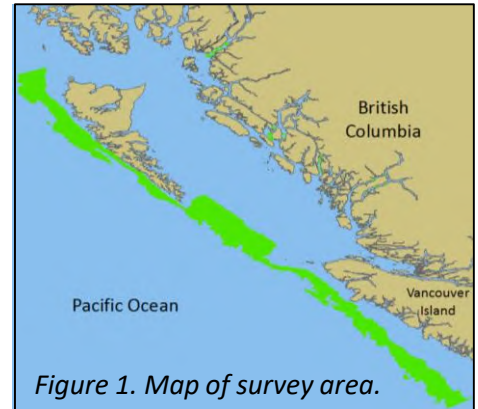 British
Columbia
Vancouver
Island
Pacific Ocean
Figure 1. Map of survey area.